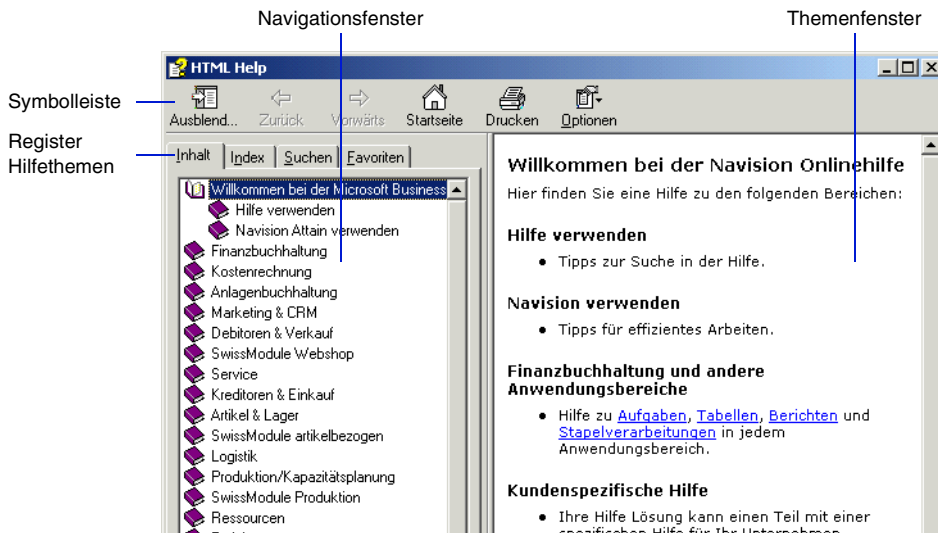 Navigationsfenster
Themenfenster
Symbolleiste
Register
Hilfethemen
HTML Help
Ausblend... Zurück Vorwärts Startseite Drucken Optionen
Inhalt Index Suchen Favoriten
Willkommen bei der Microsoft Business
Hilfe verwenden
Navision Attain verwenden
Finanzbuchhaltung
Kostenrechnung
Anlagenbuchhaltung
Marketing & CRM
Debitoren & Verkauf
SwissModule Webshop
Service
Kreditoren & Einkauf
Artikel & Lager
SwissModule artikelbezogen
Logistik
Produktion/Kapazitätsplanung
SwissModule Produktion
Ressourcen
Willkommen bei der Navision Onlinehilfe
Hier finden Sie eine Hilfe zu den folgenden Bereichen:
Hilfe verwenden
• Tipps zur Suche in der Hilfe.
Navision verwenden
• Tipps für effizientes Arbeiten.
Finanzbuchhaltung und andere
Anwendungsbereiche
• Hilfe zu Aufgaben, Tabellen, Berichten und
Stapelverarbeitungen in jedem
Anwendungsbereich.
Kundenspezifische Hilfe
• Ihre Hilfe Lösung kann einen Teil mit einer
spezifischen Hilfe für Ihr Unternehmen